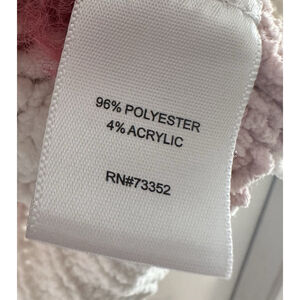 96% POLYESTER
4% ACRYLIC
RN#73352